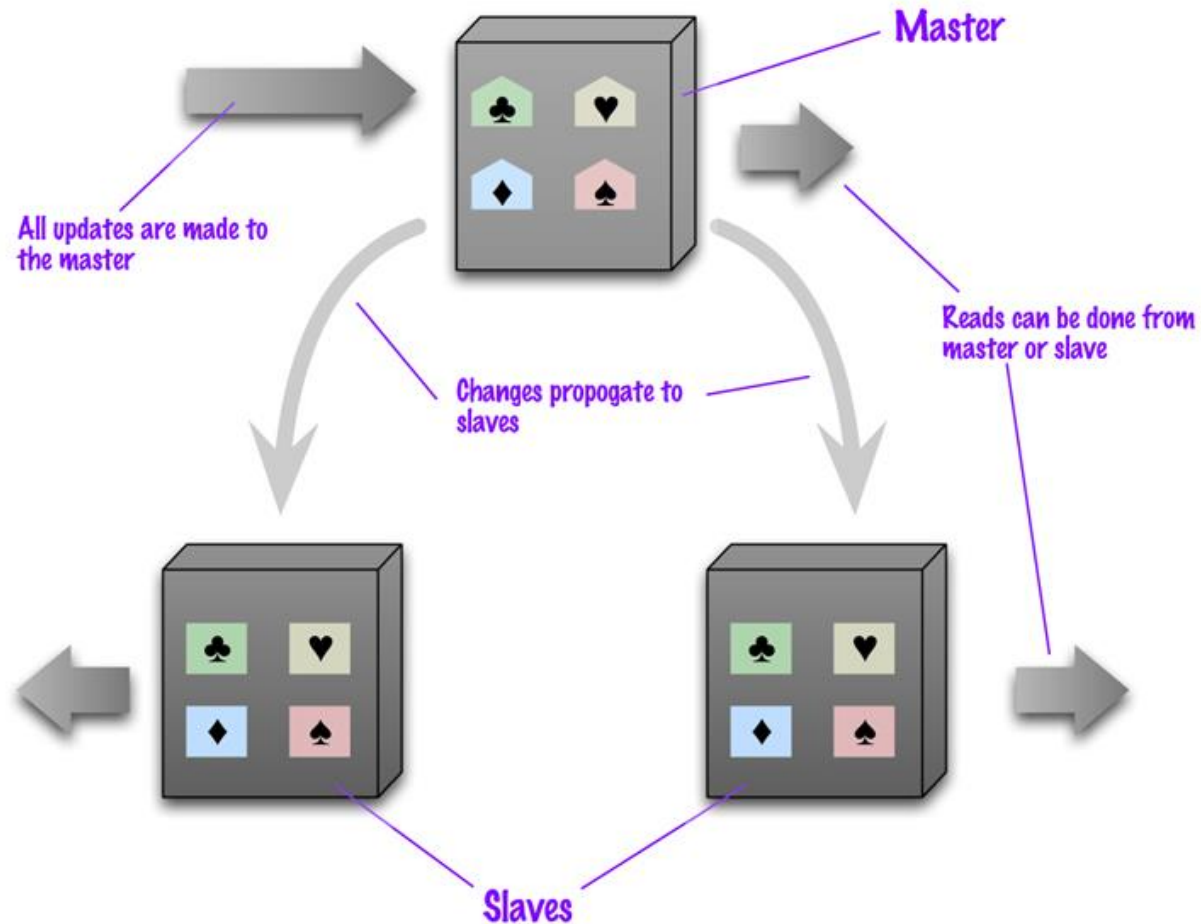 Master
All updates are made to
the master
Reads can be done from
master or slave
Changes propogate to
slaves
Slaves